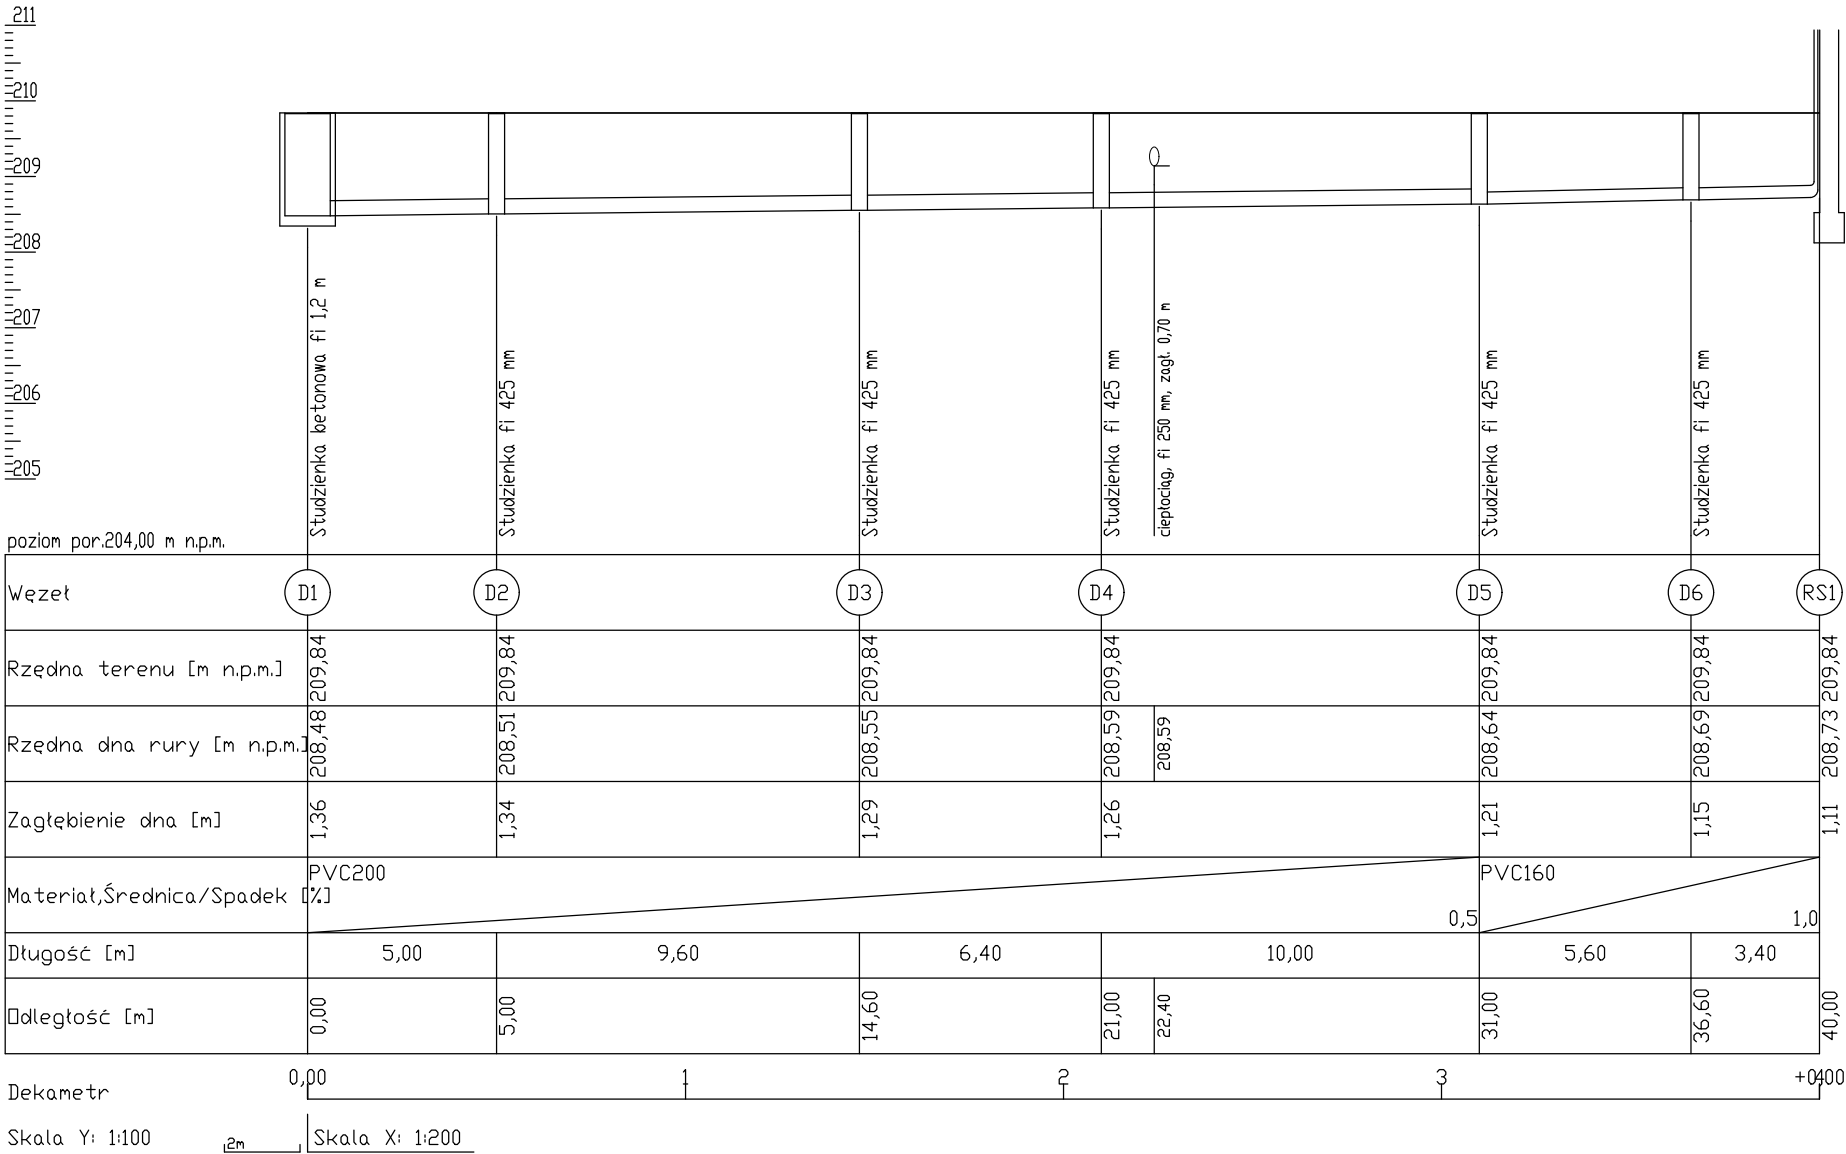 211
210
209
208
207
206
205
Studzienka betonowa fi 1,2 m
Studzienka fi 425 mm
Studzienka fi 425 mm
Studzienka fi 425 mm
ciepłociąg, fi 250 mm, zagł. 0,70 m
Studzienka fi 425 mm
Studzienka fi 425 mm
poziom por.204,00 m n.p.m.
Węzeł D1 D2 D3 D4 D5 D6 RS1
Rzędna terenu [m n.p.m.] 209,84 209,84 209,84 209,84 209,84 209,84 209,84
Rzędna dna rury [m n.p.m.] 208,48 208,51 208,55 208,59 208,59 208,64 208,69 208,73
Zagłębienie dna [m] 1,36 1,34 1,29 1,26 1,21 1,15 1,11
PVC200 PVC160
Materiał,Średnica/Spadek [%]
0,5 1,0
Długość [m] 5,00 9,60 6,40 10,00 5,60 3,40
Odległość [m] 0,00 5,00 14,60 21,00 22,40 31,00 36,60 40,00
Dekametr 0,00 1 2 3
Skala Y: 1:100 2m Skala X: 1:200